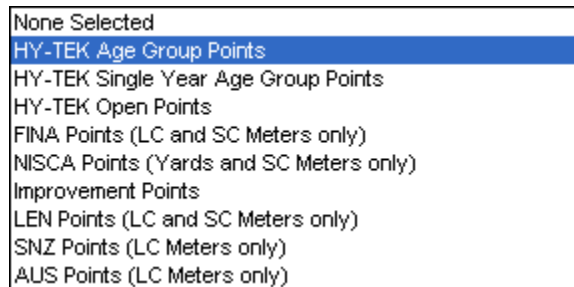 None Selected
HY-TEK Age Group Points
HY-TEK Single Year Age Group Points
HY-TEK Open Points
FINA Points (LC and SC Meters only)
NISCA Points (Yards and SC Meters only)
Improvement Points
LEN Points (LC and SC Meters only)
SNZ Points (LC Meters only)
AUS Points (LC Meters only)